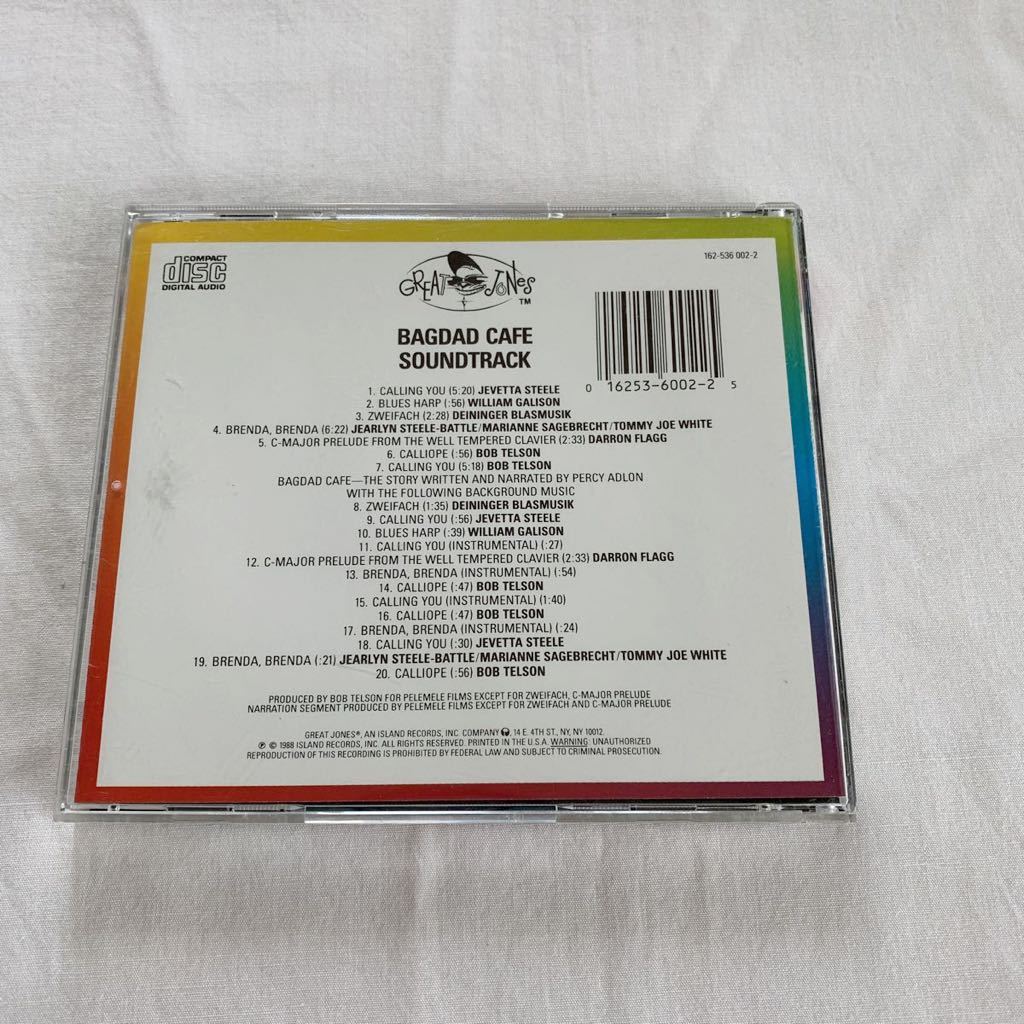 COMPACT
disc
DIGITAL AUDIO
GREAT JONES
TM
162-536 002-2
BAGDAD CAFE
SOUNDTRACK
0 16253-6002-2 5
1. CALLING YOU (5:20) JEVETTA STEELE
2. BLUES HARP (:56) WILLIAM GALISON
3. ZWEIFACH (2:28) DEININGER BLASMUSIK
4. BRENDA, BRENDA (6:22) JEARLYN STEELE-BATTLE/MARIANNE SAGEBRECHT/TOMMY JOE WHITE
5. C-MAJOR PRELUDE FROM THE WELL TEMPERED CLAVIER (2:33) DARRON FLAGG
6. CALLIOPE (:56) BOB TELSON
7. CALLING YOU (5:18) BOB TELSON
BAGDAD CAFE—THE STORY WRITTEN AND NARRATED BY PERCY ADLON
WITH THE FOLLOWING BACKGROUND MUSIC
8. ZWEIFACH (1:35) DEININGER BLASMUSIK
9. CALLING YOU (:56) JEVETTA STEELE
10. BLUES HARP (:39) WILLIAM GALISON
11. CALLING YOU (INSTRUMENTAL) (:27)
12. C-MAJOR PRELUDE FROM THE WELL TEMPERED CLAVIER (2:33) DARRON FLAGG
13. BRENDA, BRENDA (INSTRUMENTAL) (:54)
14. CALLIOPE (:47) BOB TELSON
15. CALLING YOU (INSTRUMENTAL) (1:40)
16. CALLIOPE (:47) BOB TELSON
17. BRENDA, BRENDA (INSTRUMENTAL) (:24)
18. CALLING YOU (:30) JEVETTA STEELE
19. BRENDA, BRENDA (:21) JEARLYN STEELE-BATTLE/MARIANNE SAGEBRECHT/TOMMY JOE WHITE
20. CALLIOPE (:56) BOB TELSON
PRODUCED BY BOB TELSON FOR PELEMELE FILMS EXCEPT FOR ZWEIFACH, C-MAJOR PRELUDE
NARRATION SEGMENT PRODUCED BY PELEMELE FILMS EXCEPT FOR ZWEIFACH AND C-MAJOR PRELUDE
GREAT JONES®, AN ISLAND RECORDS, INC. COMPANY, 14 E. 4TH ST., NY, NY 10012.
℗ © 1988 ISLAND RECORDS, INC. ALL RIGHTS RESERVED. PRINTED IN THE U.S.A. WARNING: UNAUTHORIZED
REPRODUCTION OF THIS RECORDING IS PROHIBITED BY FEDERAL LAW AND SUBJECT TO CRIMINAL PROSECUTION.